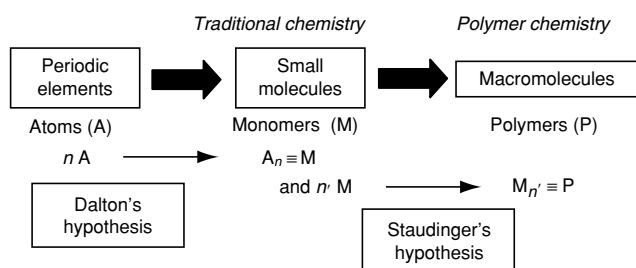 Traditional chemistry Polymer chemistry
Periodic elements Small molecules Macromolecules
Atoms (A) Monomers (M) Polymers (P)
n A Aₙ ≡ M
and n′ M Mₙ′ ≡ P
Dalton's hypothesis
Staudinger's hypothesis